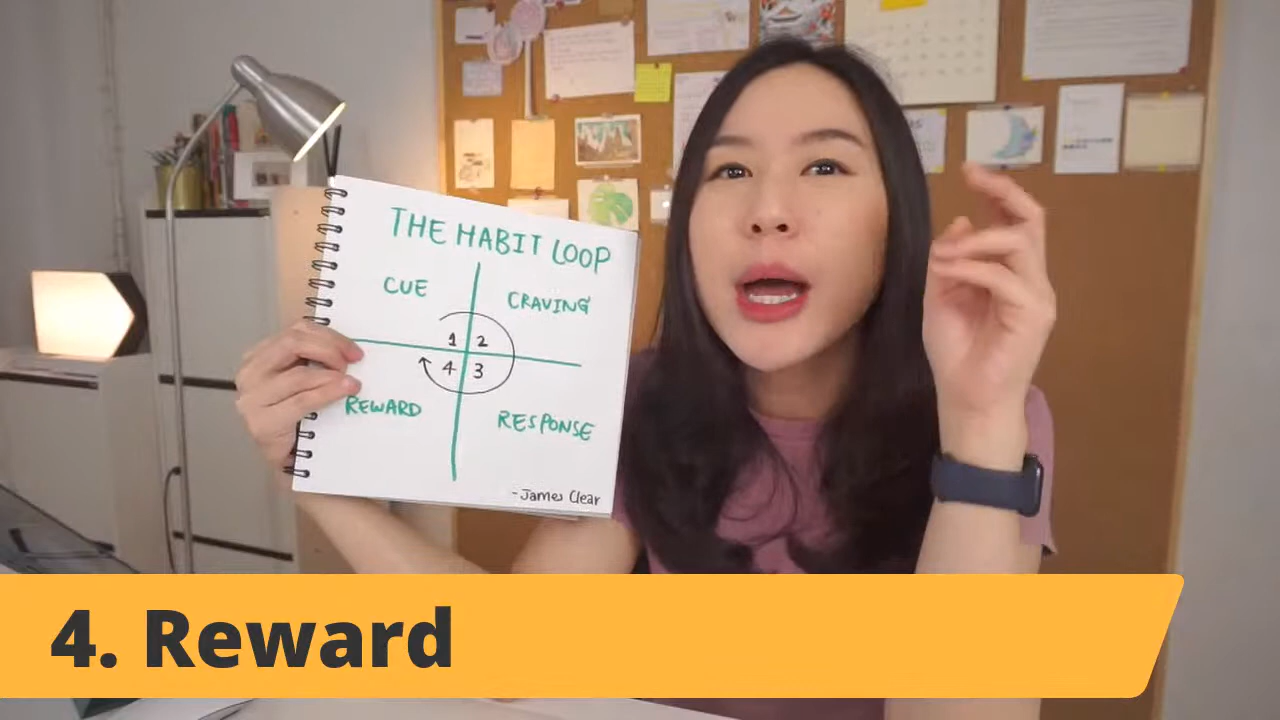 THE HABIT LOOP
CUE
CRAVING
1 2
4 3
REWARD
RESPONSE
-James Clear
4. Reward